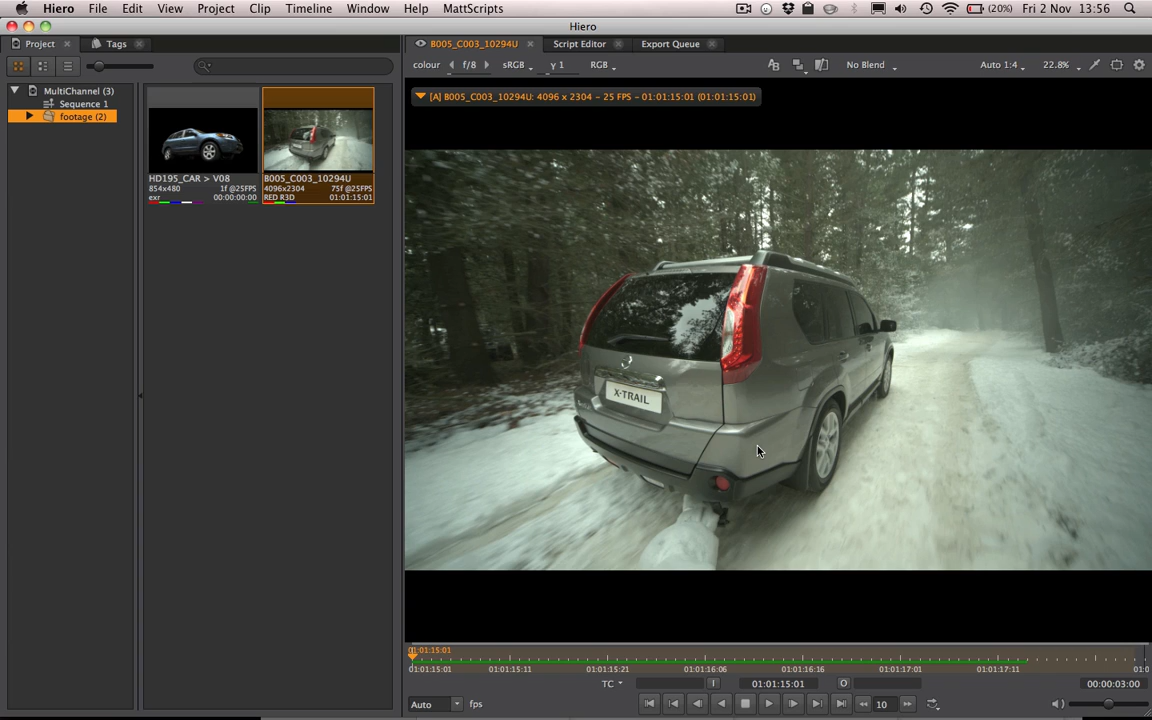 Hiero File Edit View Project Clip Timeline Window Help MattScripts (20%) Fri 2 Nov 13:56
Hiero
Project Tags
B005_C003_10294U Script Editor Export Queue
colour f/8 sRGB y 1 RGB No Blend Auto 1:4 22.8%
MultiChannel (3)
Sequence 1
footage (2)
HD195_CAR > V08
854x480 1f @25FPS
exr 00:00:00:00
B005_C003_10294U
4096x2304 75f @25FPS
RED R3D 01:01:15:01
[A] B005_C003_10294U: 4096 x 2304 – 25 FPS – 01:01:15:01 (01:01:15:01)
X-TRAIL
01:01:15:01
01:01:15:01 01:01:15:11 01:01:15:21 01:01:16:06 01:01:16:16 01:01:17:01 01:01:17:11 01:0
TC I 01:01:15:01 O 00:00:03:00
Auto fps 10